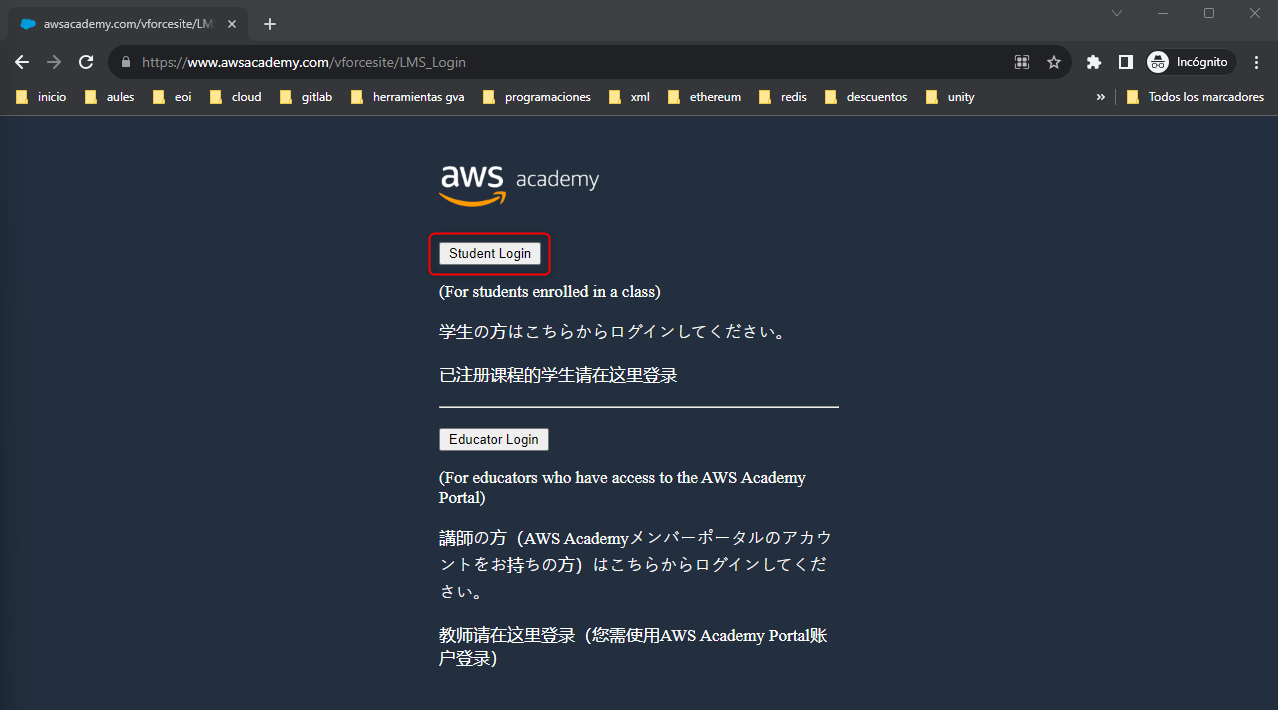 awsacademy.com/vforcesite/LM
https://www.awsacademy.com/vforcesite/LMS_Login
Incógnito
inicio
aules
eoi
cloud
gitlab
herramientas gva
programaciones
xml
ethereum
redis
descuentos
unity
»
Todos los marcadores
aws academy
Student Login
(For students enrolled in a class)
学生の方はこちらからログインしてください。
已注册课程的学生请在这里登录
Educator Login
(For educators who have access to the AWS Academy
Portal)
講師の方（AWS Academyメンバーポータルのアカウ
ントをお持ちの方）はこちらからログインしてくだ
さい。
教师请在这里登录（您需使用AWS Academy Portal账
户登录）